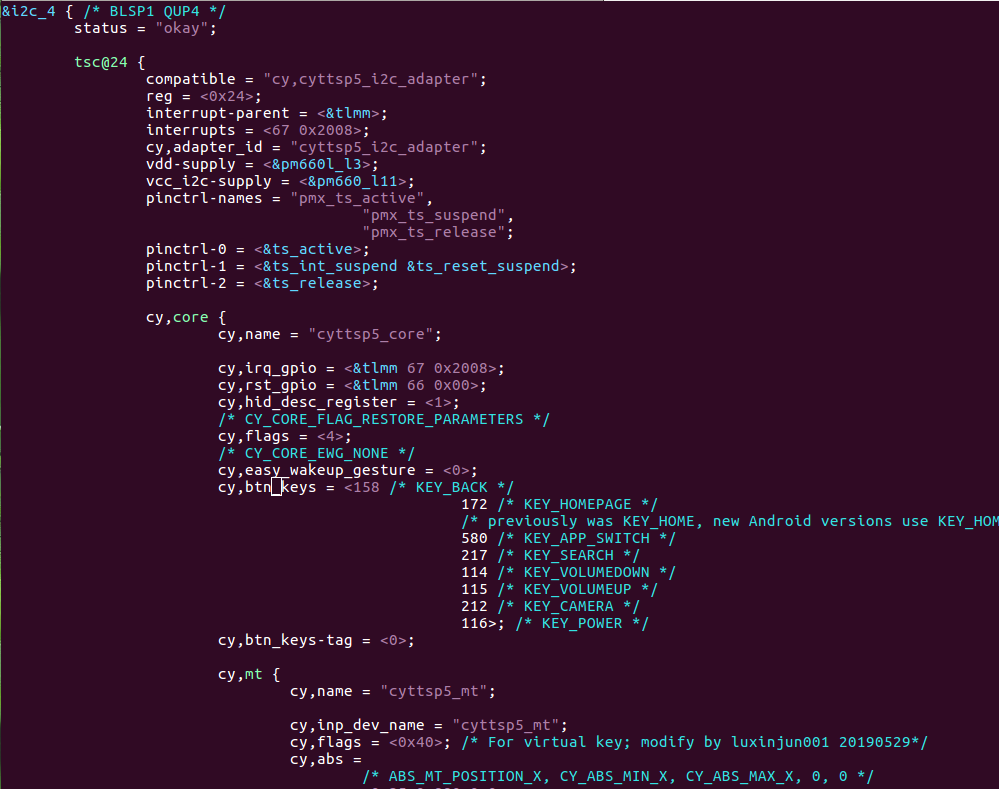 &i2c_4 { /* BLSP1 QUP4 */
status = "okay";
tsc@24 {
compatible = "cy,cyttsp5_i2c_adapter";
reg = <0x24>;
interrupt-parent = <&tlmm>;
interrupts = <67 0x2008>;
cy,adapter_id = "cyttsp5_i2c_adapter";
vdd-supply = <&pm660l_l3>;
vcc_i2c-supply = <&pm660_l11>;
pinctrl-names = "pmx_ts_active",
"pmx_ts_suspend",
"pmx_ts_release";
pinctrl-0 = <&ts_active>;
pinctrl-1 = <&ts_int_suspend &ts_reset_suspend>;
pinctrl-2 = <&ts_release>;
cy,core {
cy,name = "cyttsp5_core";
cy,irq_gpio = <&tlmm 67 0x2008>;
cy,rst_gpio = <&tlmm 66 0x00>;
cy,hid_desc_register = <1>;
/* CY_CORE_FLAG_RESTORE_PARAMETERS */
cy,flags = <4>;
/* CY_CORE_EWG_NONE */
cy,easy_wakeup_gesture = <0>;
cy,btn_keys = <158 /* KEY_BACK */
172 /* KEY_HOMEPAGE */
/* previously was KEY_HOME, new Android versions use KEY_HOM
580 /* KEY_APP_SWITCH */
217 /* KEY_SEARCH */
114 /* KEY_VOLUMEDOWN */
115 /* KEY_VOLUMEUP */
212 /* KEY_CAMERA */
116>; /* KEY_POWER */
cy,btn_keys-tag = <0>;
cy,mt {
cy,name = "cyttsp5_mt";
cy,inp_dev_name = "cyttsp5_mt";
cy,flags = <0x40>; /* For virtual key; modify by luxinjun001 20190529*/
cy,abs =
/* ABS_MT_POSITION_X, CY_ABS_MIN_X, CY_ABS_MAX_X, 0, 0 */